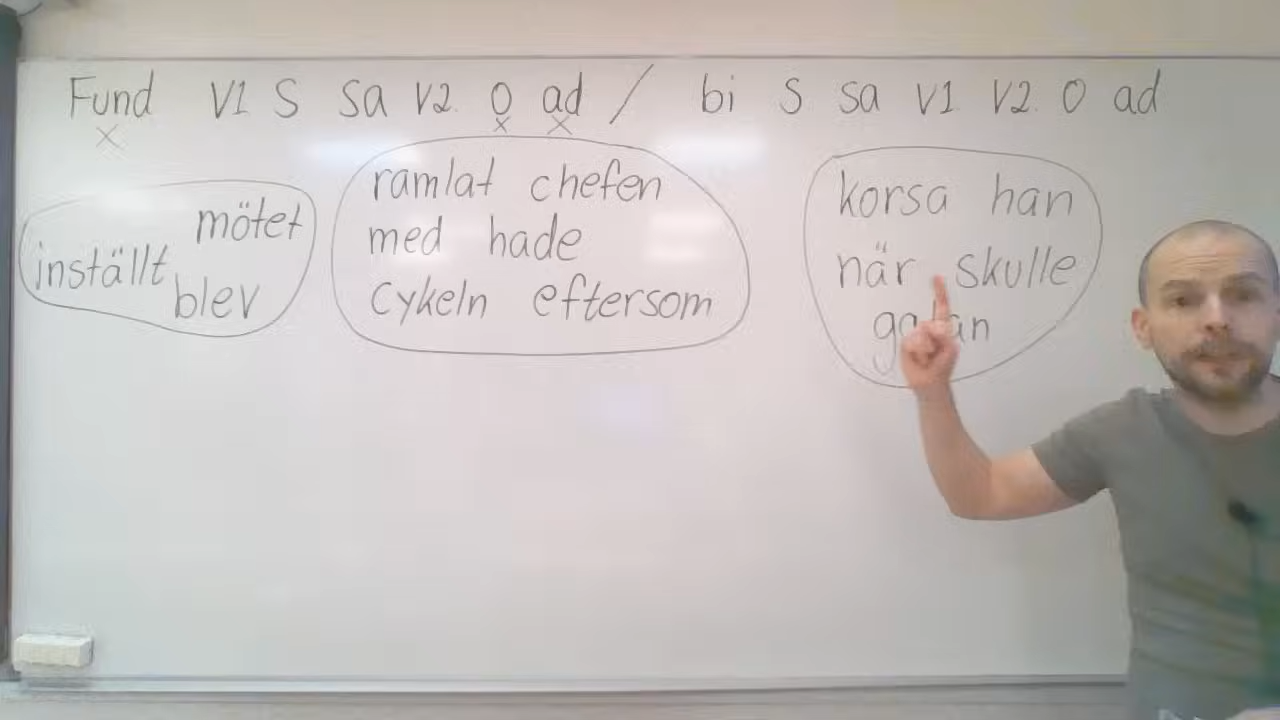 Fund V1 S sa V2. O ad / bi S sa V1 V2. O ad
x x x
mötet
inställt
blev
ramlat chefen
med hade
cykeln eftersom
korsa han
när skulle